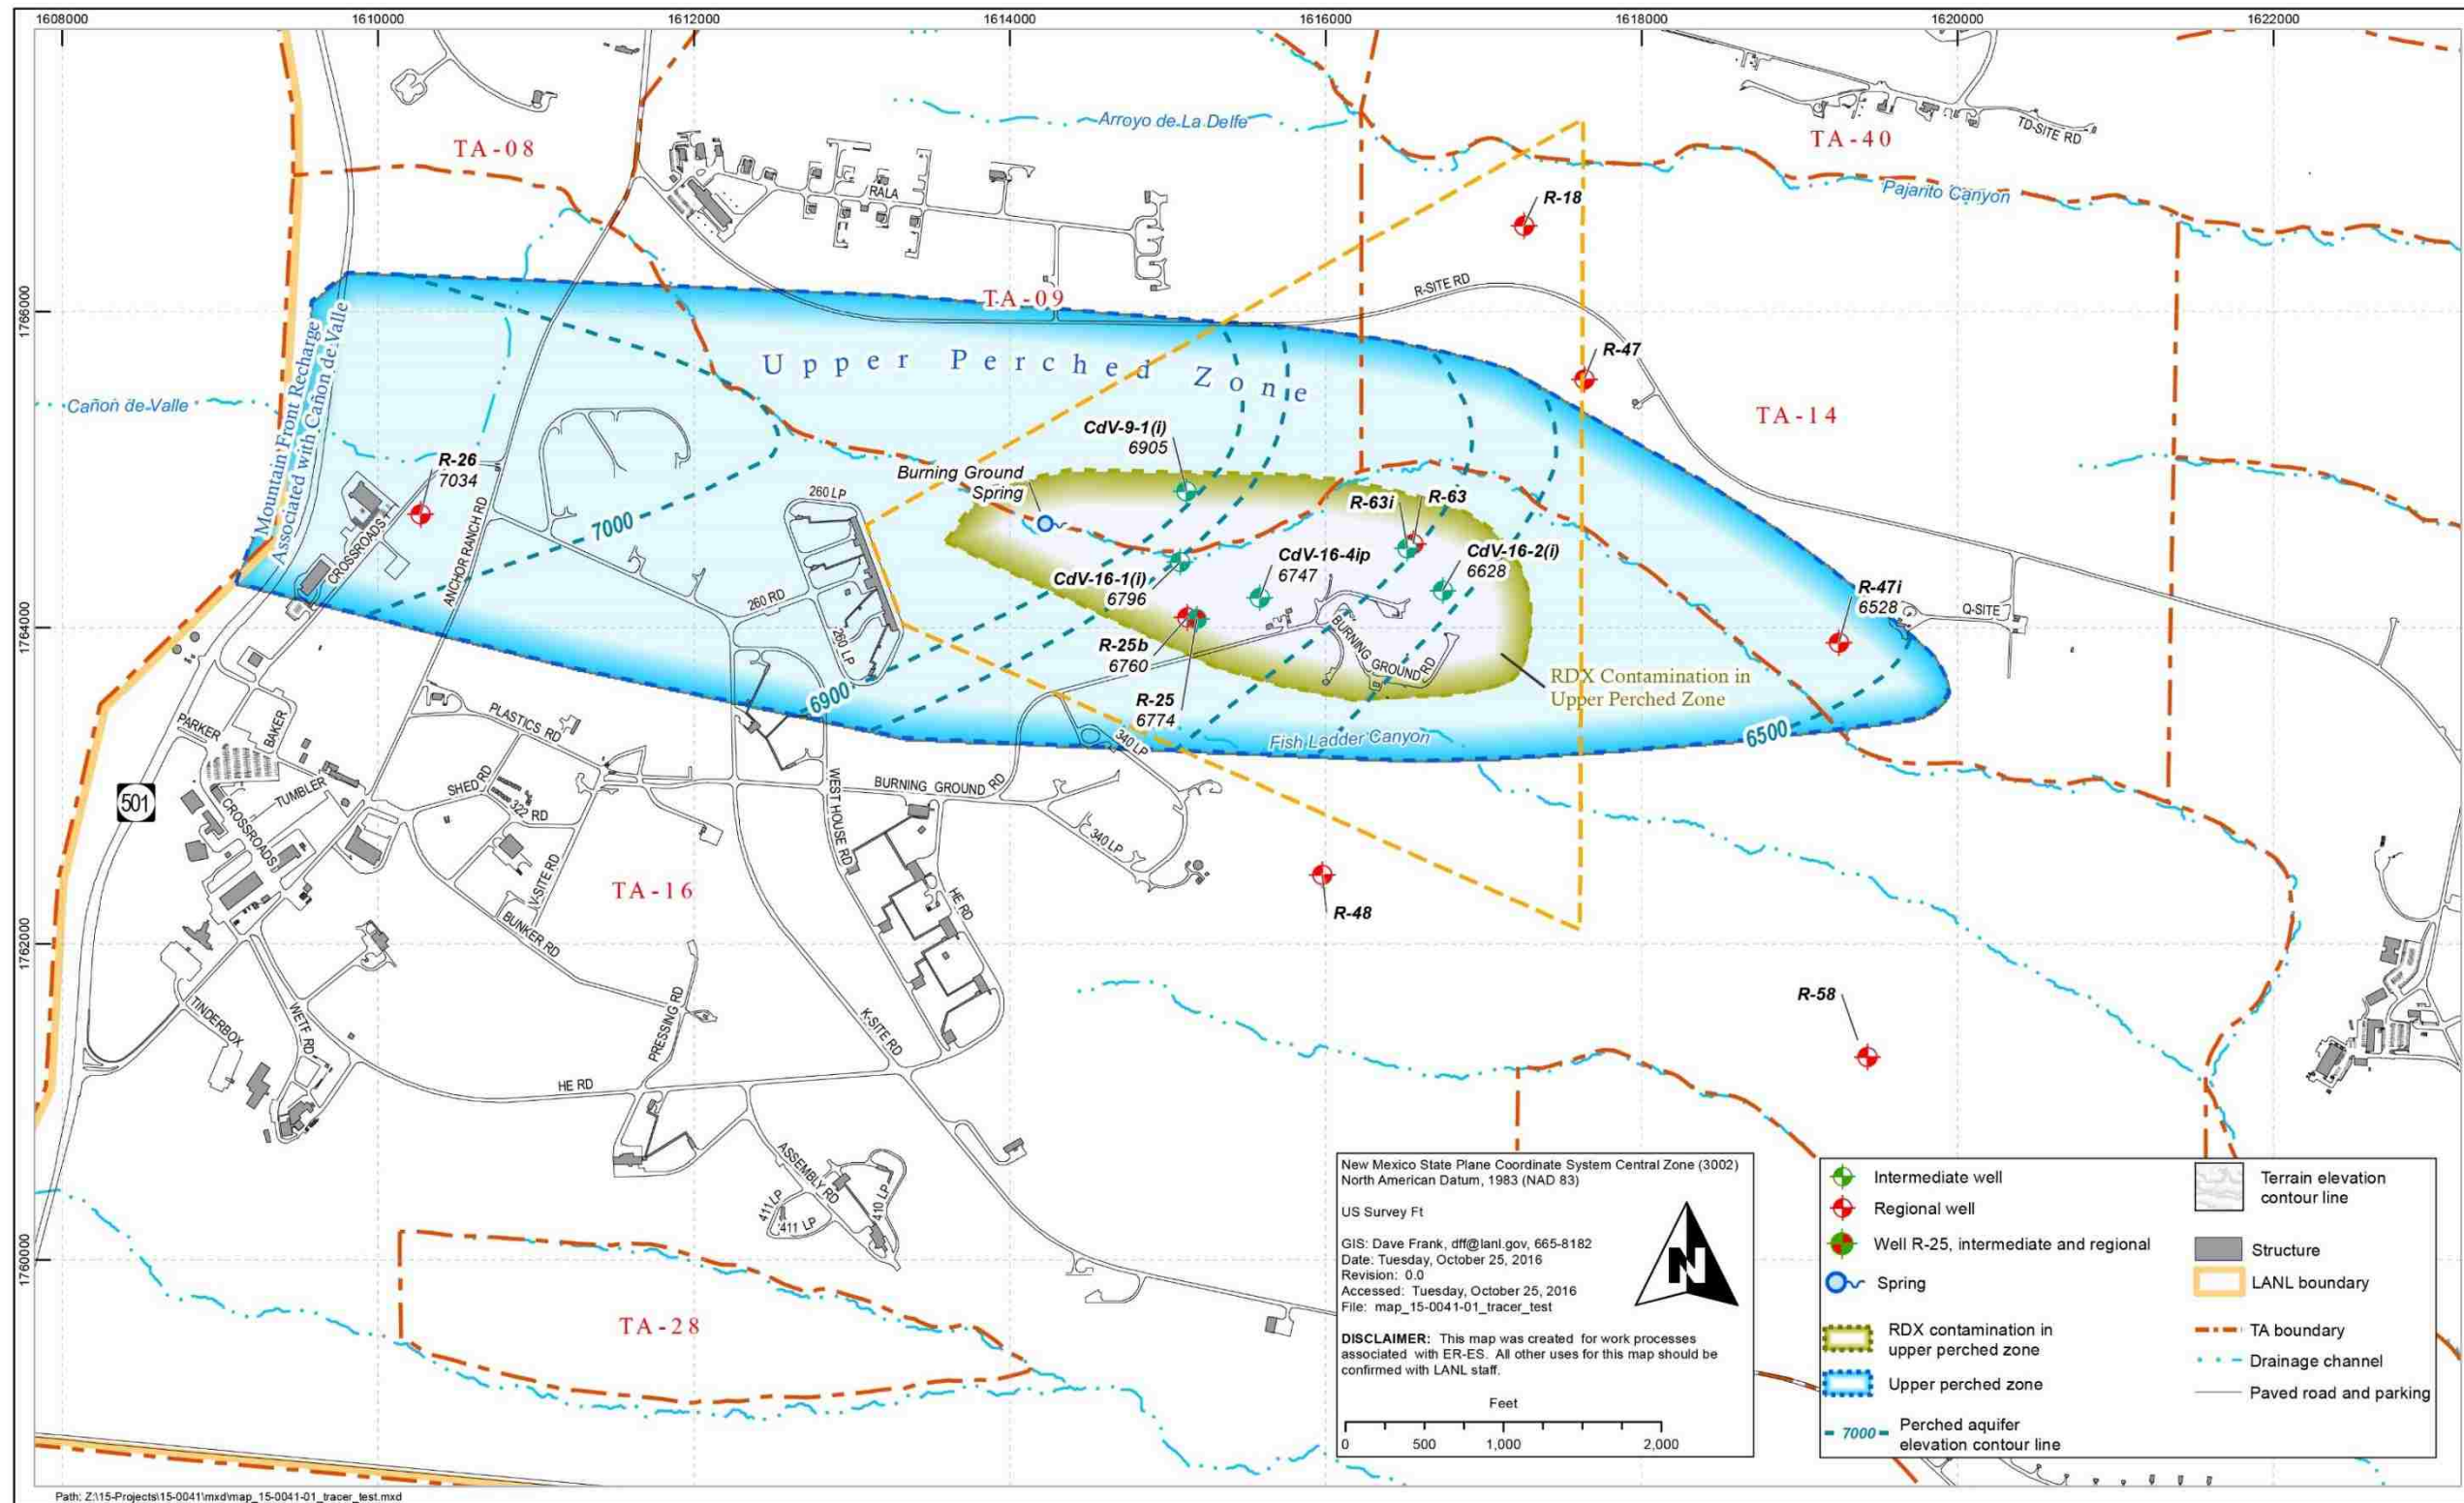 1608000
1610000
1612000
1614000
1616000
1618000
1620000
1622000
1766000
1764000
1762000
1760000
TA-08
Arroyo de La Delfe
TA-40
TD-SITE RD
Pajarito Canyon
RALA
R-18
TA-09
R-SITE RD
Upper Perched Zone
R-47
TA-14
Mountain Front Recharge
Associated with Cañon de Valle
Cañon de Valle
R-26
7034
CROSSROADS
ANCHOR RANCH RD
7000
260 LP
260 RD
260 LP
CdV-9-1(i)
6905
Burning Ground
Spring
R-63i
R-63
CdV-16-4ip
6747
CdV-16-2(i)
6628
CdV-16-1(i)
6796
R-25b
6760
R-25
6774
BURNING GROUND RD
RDX Contamination in
Upper Perched Zone
R-47i
6528
Q-SITE
6900
6500
Fish Ladder Canyon
340 LP
340 LP
PARKER
BAKER
PLASTICS RD
501
TUMBLER
CROSSROADS
SHED RD
322 RD
V-SITE RD
BUNKER RD
WEST HOUSE RD
BURNING GROUND RD
HE RD
TA-16
R-48
R-58
TINDERBOX
WETF RD
PRESSING RD
K-SITE RD
HE RD
ASSEMBLY RD
411 LP
411 LP
410 LP
TA-28
New Mexico State Plane Coordinate System Central Zone (3002)
North American Datum, 1983 (NAD 83)
US Survey Ft
GIS: Dave Frank, dff@lanl.gov, 665-8182
Date: Tuesday, October 25, 2016
Revision: 0.0
Accessed: Tuesday, October 25, 2016
File: map_15-0041-01_tracer_test
N
DISCLAIMER: This map was created for work processes
associated with ER-ES. All other uses for this map should be
confirmed with LANL staff.
Feet
0 500 1,000 2,000
Intermediate well
Regional well
Well R-25, intermediate and regional
Spring
RDX contamination in
upper perched zone
Upper perched zone
7000
Perched aquifer
elevation contour line
Terrain elevation
contour line
Structure
LANL boundary
TA boundary
Drainage channel
Paved road and parking
Path: Z:\15-Projects\15-0041\mxd\map_15-0041-01_tracer_test.mxd